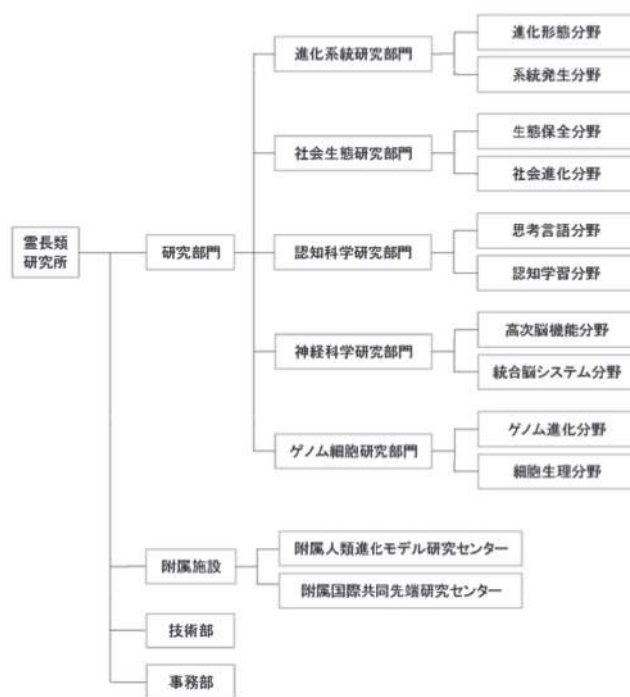 霊長類
研究所
研究部門
進化系統研究部門
進化形態分野
系統発生分野
社会生態研究部門
生態保全分野
社会進化分野
認知科学研究部門
思考言語分野
認知学習分野
神経科学研究部門
高次脳機能分野
統合脳システム分野
ゲノム細胞研究部門
ゲノム進化分野
細胞生理分野
附属施設
附属人類進化モデル研究センター
附属国際共同先端研究センター
技術部
事務部